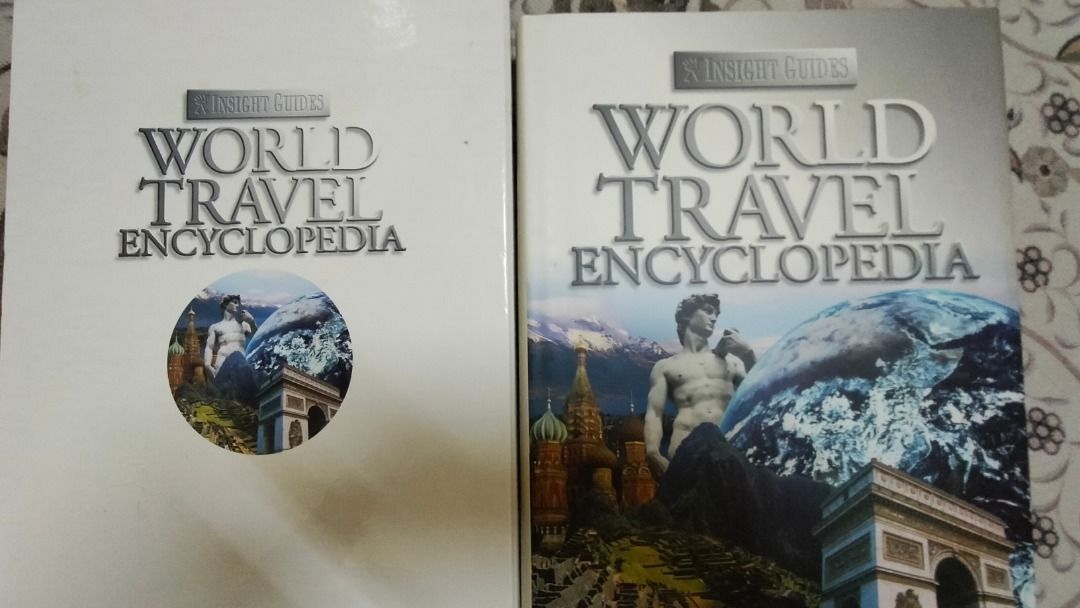 INSIGHT GUIDES
WORLD
TRAVEL
ENCYCLOPEDIA
INSIGHT GUIDES
WORLD
TRAVEL
ENCYCLOPEDIA